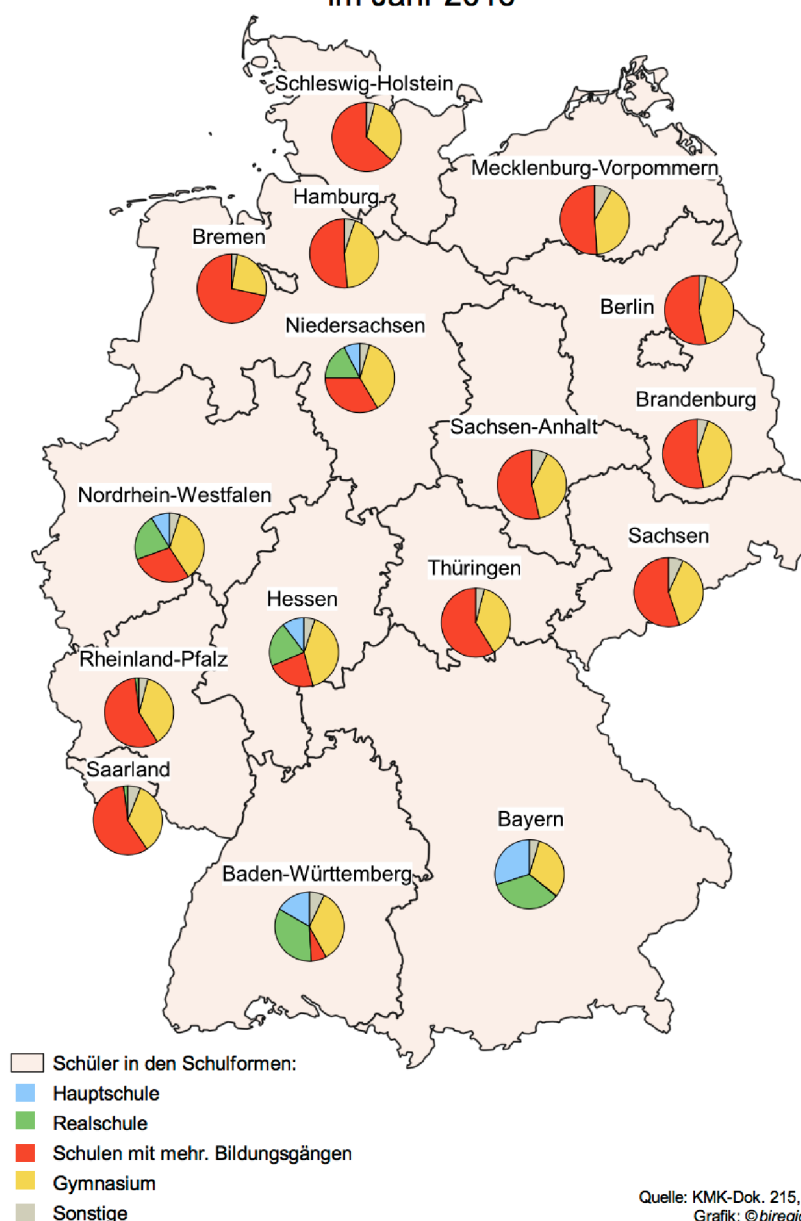 Schleswig-Holstein
Mecklenburg-Vorpommern
Hamburg
Bremen
Berlin
Niedersachsen
Brandenburg
Sachsen-Anhalt
Nordrhein-Westfalen
Sachsen
Thüringen
Hessen
Rheinland-Pfalz
Saarland
Bayern
Baden-Württemberg
Schüler in den Schulformen:
Hauptschule
Realschule
Schulen mit mehr. Bildungsgängen
Gymnasium
Sonstige
Quelle: KMK-Dok. 215,
Grafik: ©biregio